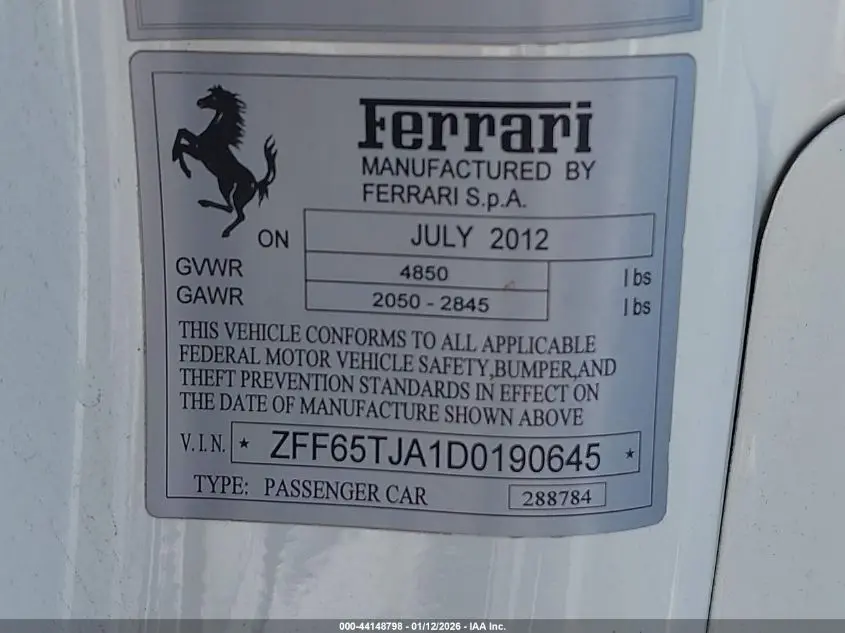 Ferrari
MANUFACTURED BY
FERRARI S.p.A.
ON JULY 2012
GVWR 4850 lbs
GAWR 2050 - 2845 lbs
THIS VEHICLE CONFORMS TO ALL APPLICABLE
FEDERAL MOTOR VEHICLE SAFETY,BUMPER,AND
THEFT PREVENTION STANDARDS IN EFFECT ON
THE DATE OF MANUFACTURE SHOWN ABOVE
V.I.N. * ZFF65TJA1D0190645 *
TYPE: PASSENGER CAR 288784
000-44148798 - 01/12/2026 - IAA Inc.